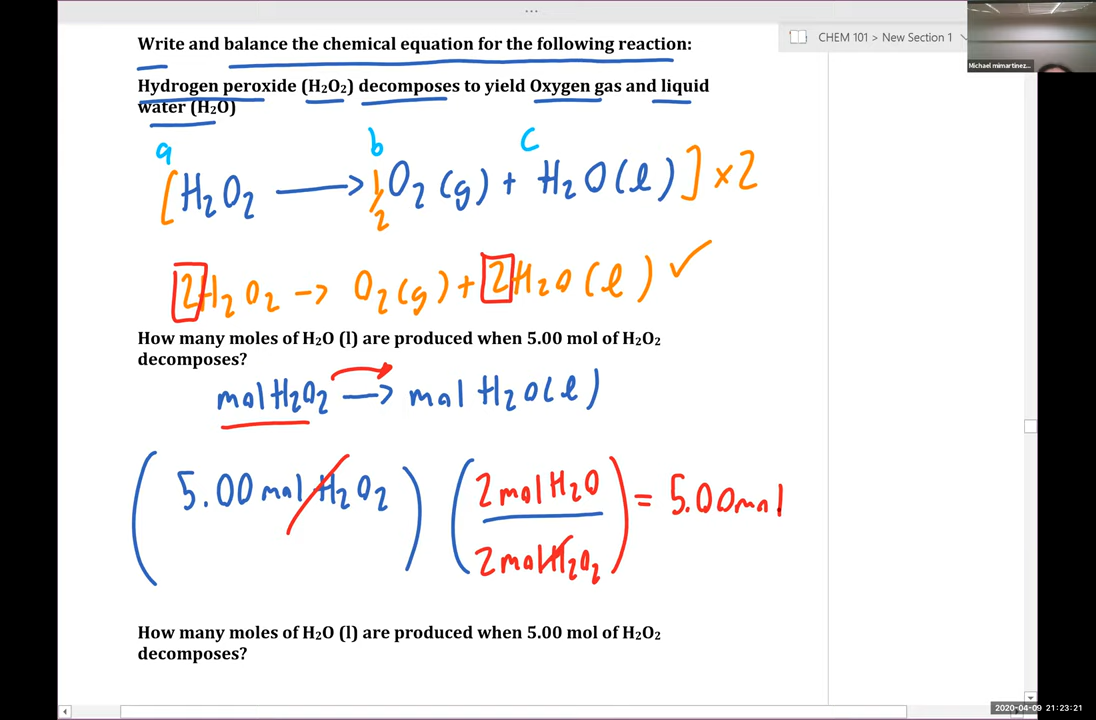 CHEM 101 > New Section 1
Michael mimartinez...
Write and balance the chemical equation for the following reaction:
Hydrogen peroxide (H₂O₂) decomposes to yield Oxygen gas and liquid
water (H₂O)
a b c
[H₂O₂ ⟶ ½O₂(g) + H₂O(l)] × 2
2H₂O₂ → O₂(g) + 2H₂O(l) ✓
How many moles of H₂O (l) are produced when 5.00 mol of H₂O₂
decomposes?
mol H₂O₂ → mol H₂O(l)
(5.00 mol H₂O₂) (2 mol H₂O / 2 mol H₂O₂) = 5.00 mol
How many moles of H₂O (l) are produced when 5.00 mol of H₂O₂
decomposes?
2020-04-09 21:23:21